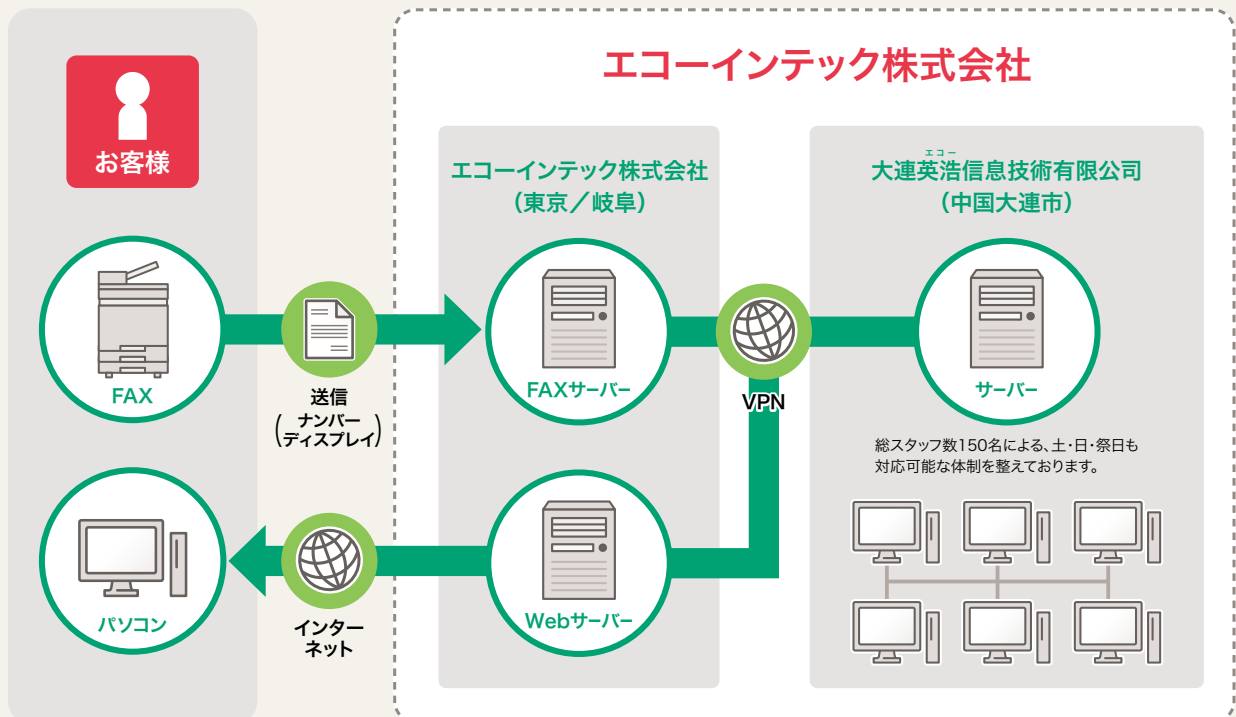 エコーインテック株式会社
お客様
エコーインテック株式会社
(東京／岐阜)
エコー
大連英浩信息技術有限公司
(中国大連市)
FAX
送信
(ナンバー
ディスプレイ)
FAXサーバー
VPN
サーバー
総スタッフ数150名による、土・日・祭日も
対応可能な体制を整えております。
パソコン
インター
ネット
Webサーバー